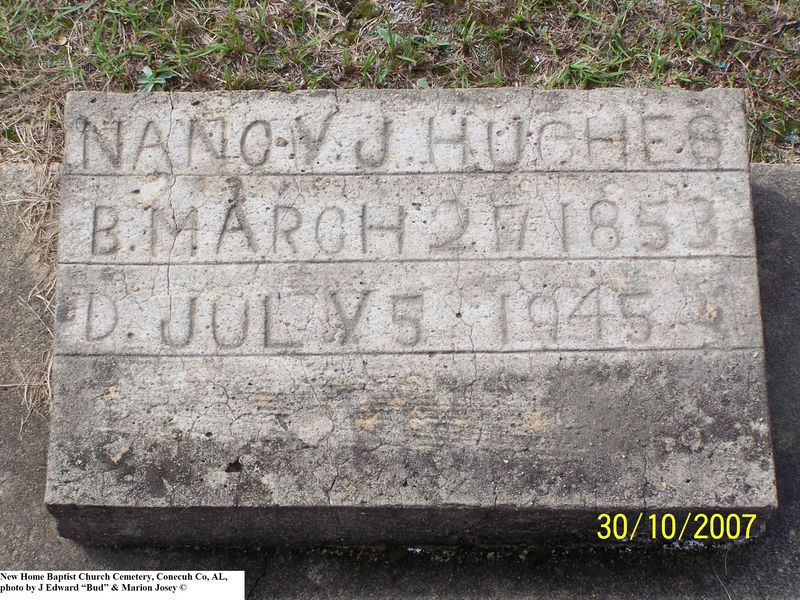 NANOV.J HUGHES
B.MARCH 27 1853
D.JULY 5 1945
30/10/2007
New Home Baptist Church Cemetery, Conecuh Co, AL,
photo by J Edward “Bud” & Marion Josey ©